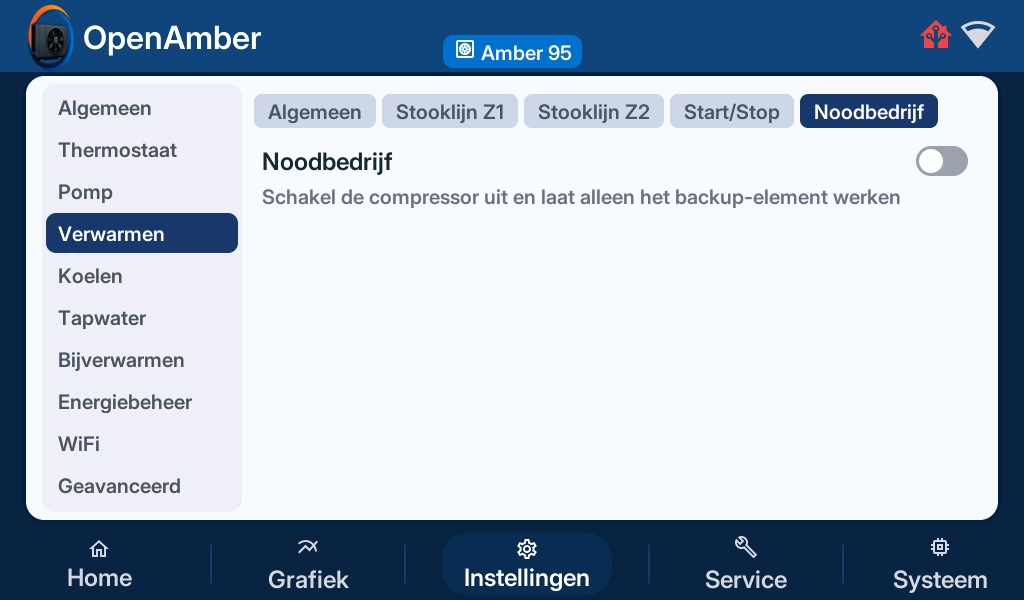 OpenAmber
Amber 95
Algemeen
Thermostaat
Pomp
Verwarmen
Koelen
Tapwater
Bijverwarmen
Energiebeheer
WiFi
Geavanceerd
Algemeen Stooklijn Z1 Stooklijn Z2 Start/Stop Noodbedrijf
Noodbedrijf
Schakel de compressor uit en laat alleen het backup-element werken
Home Grafiek Instellingen Service Systeem